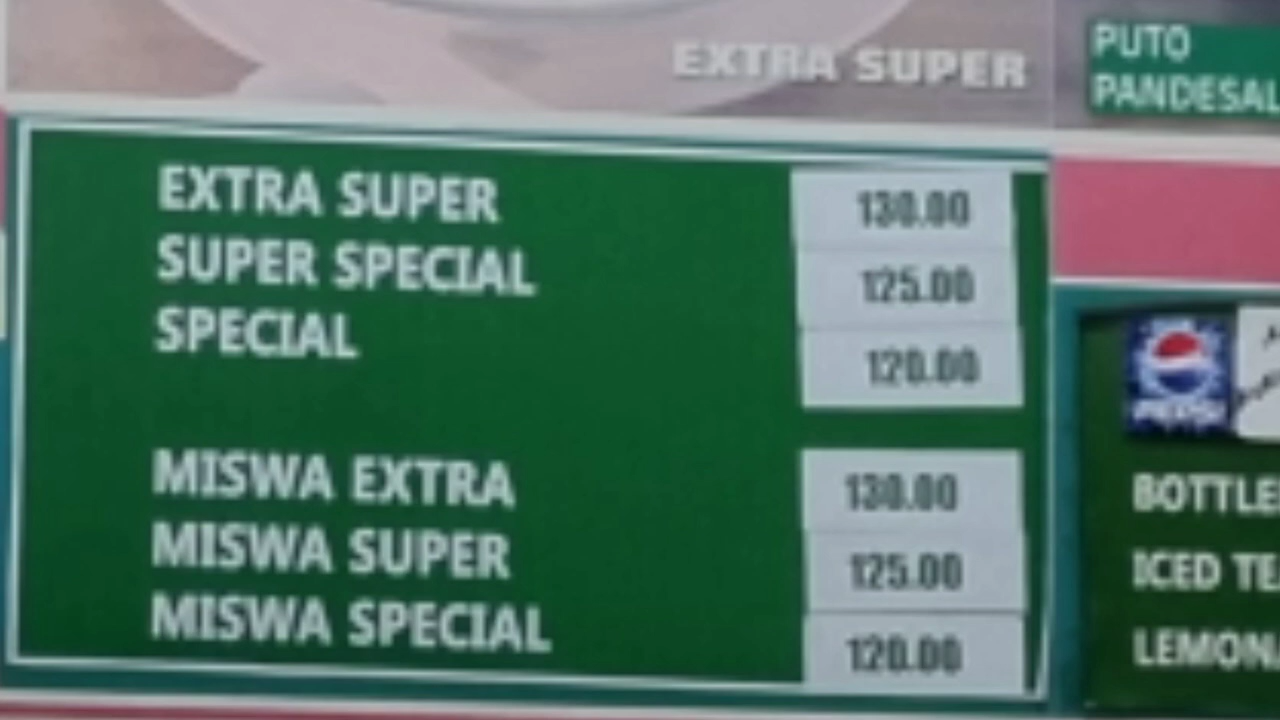 EXTRA SUPER
PUTO
PANDESAL
EXTRA SUPER 130.00
SUPER SPECIAL 125.00
SPECIAL 120.00
MISWA EXTRA 130.00
MISWA SUPER 125.00
MISWA SPECIAL 120.00
PEPSI
BOTTLE
ICED TE
LEMON